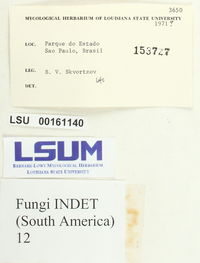 3650
MYCOLOGICAL HERBARIUM OF LOUISIANA STATE UNIVERSITY
1971
LOC. Parque do Estado
Sao Paulo, Brasil
153727
LEG. B. V. Skvortzov
DET.
LSU 00161140
LSUM
BERNARD LOWY MYCOLOGICAL HERBARIUM
LOUISIANA STATE UNIVERSITY
Fungi INDET
(South America)
12